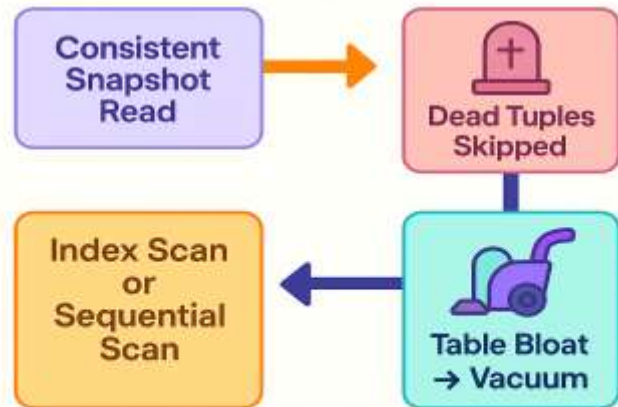 Consistent
Snapshot
Read
Dead Tuples
Skipped
Table Bloat
→ Vacuum
Index Scan
or
Sequential
Scan